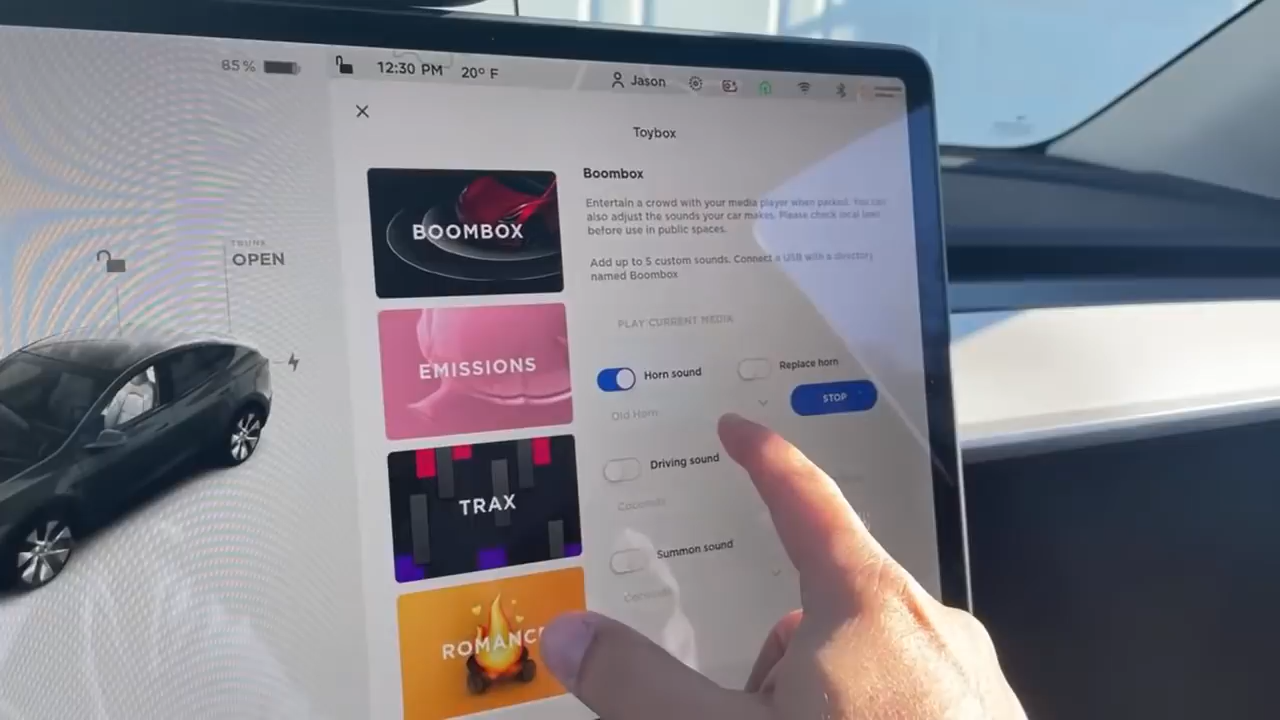 85 %
12:30 PM
20° F
Jason
Toybox
TRUNK
OPEN
BOOMBOX
EMISSIONS
TRAX
ROMANC
Boombox
Entertain a crowd with your media player when parked. You can
also adjust the sounds your car makes. Please check local laws
before use in public spaces.
Add up to 5 custom sounds. Connect a USB with a directory
named Boombox
PLAY CURRENT MEDIA
Horn sound
Replace horn
Old Horn
STOP
Driving sound
Coconuts
Summon sound